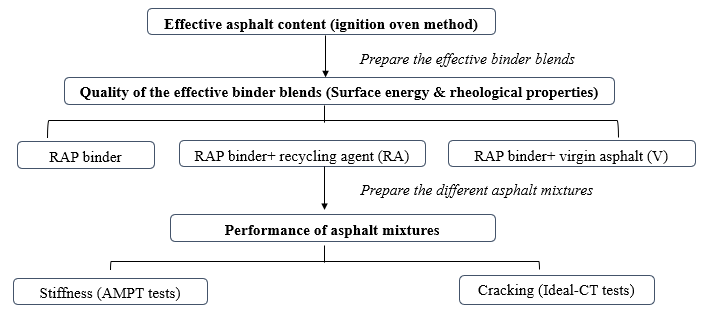 Effective asphalt content (ignition oven method)
Prepare the effective binder blends
Quality of the effective binder blends (Surface energy & rheological properties)
RAP binder
RAP binder+ recycling agent (RA)
RAP binder+ virgin asphalt (V)
Prepare the different asphalt mixtures
Performance of asphalt mixtures
Stiffness (AMPT tests)
Cracking (Ideal-CT tests)